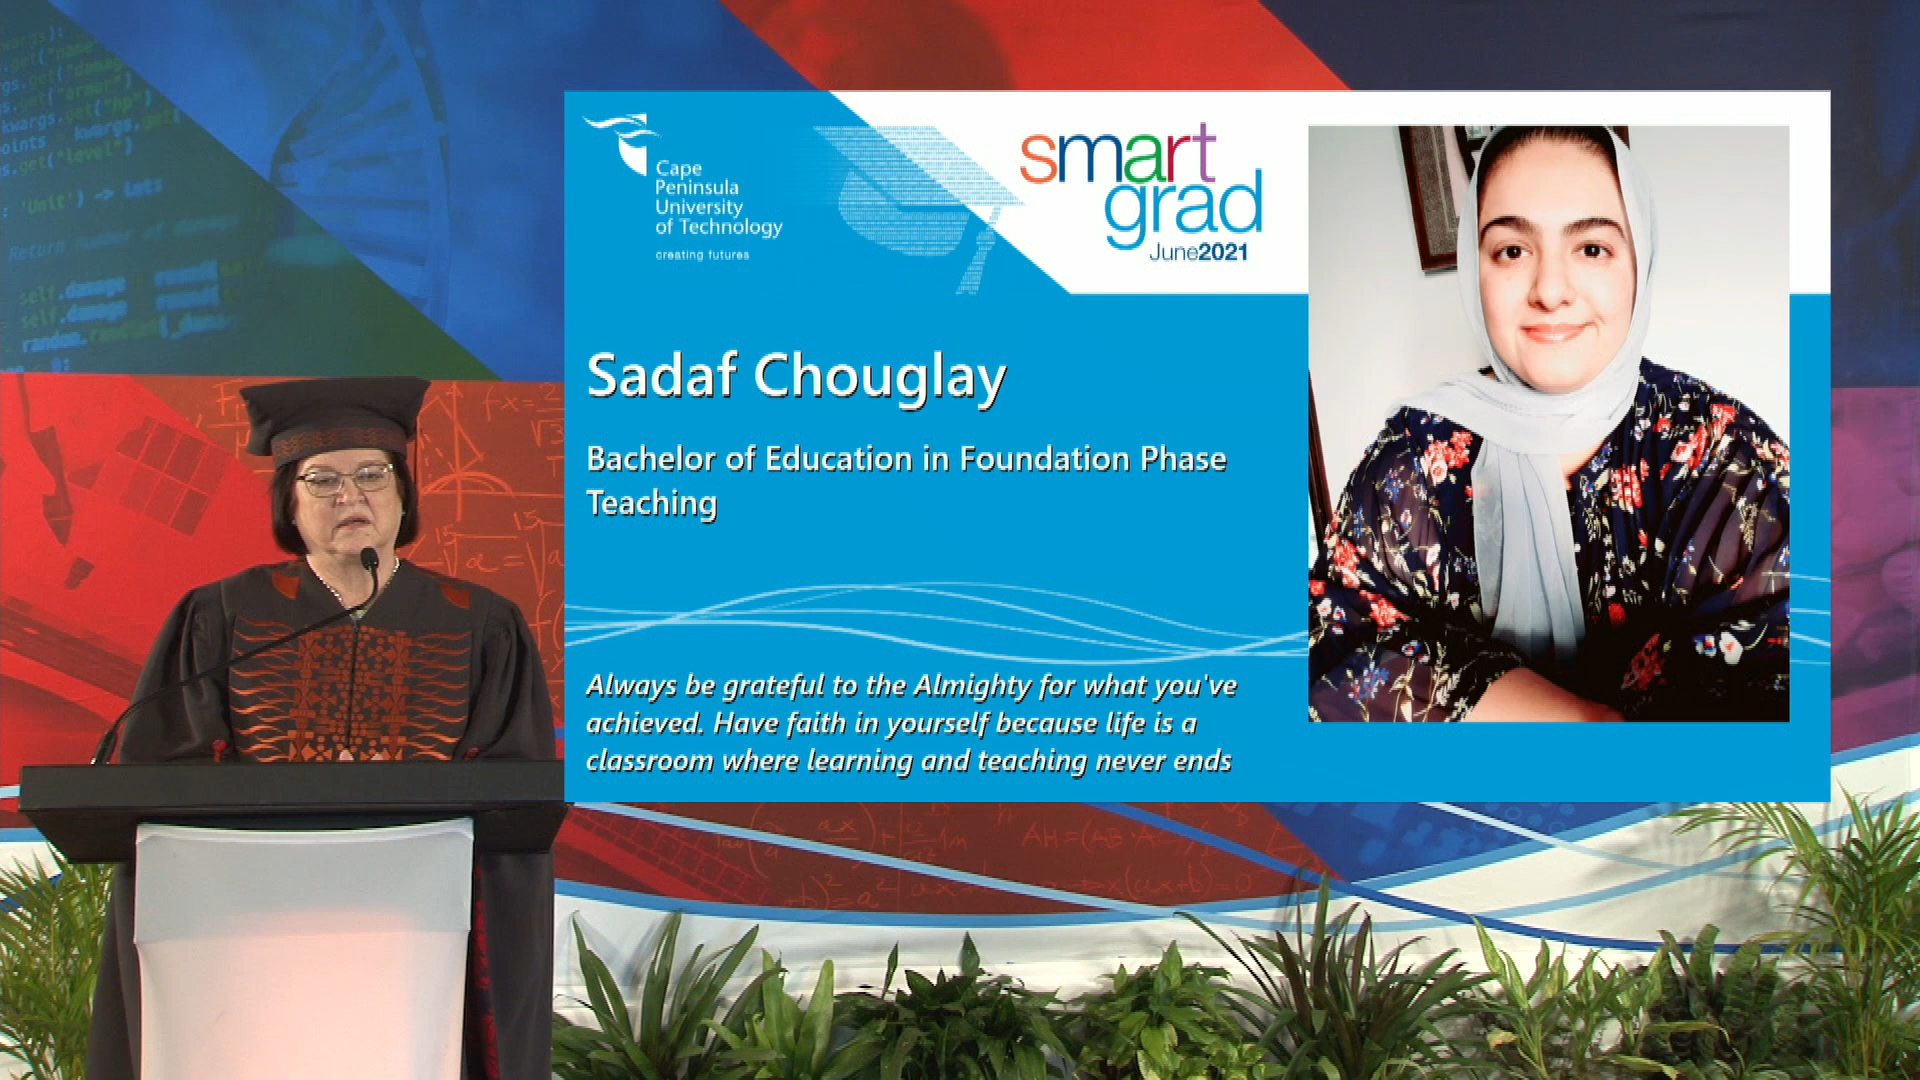 Cape
Peninsula
University
of Technology
creating futures
smart
grad
June2021
Sadaf Chouglay
Bachelor of Education in Foundation Phase
Teaching
Always be grateful to the Almighty for what you've
achieved. Have faith in yourself because life is a
classroom where learning and teaching never ends